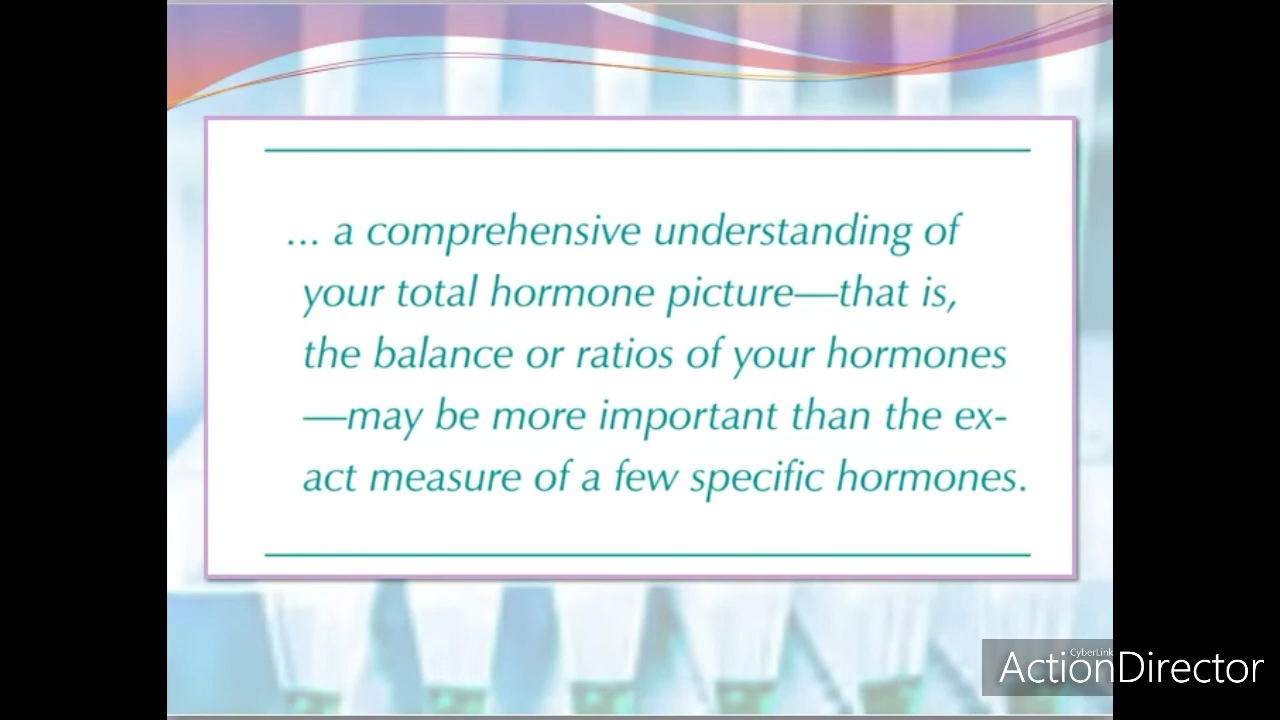 ... a comprehensive understanding of
your total hormone picture—that is,
the balance or ratios of your hormones
—may be more important than the ex-
act measure of a few specific hormones.
CyberLink
ActionDirector